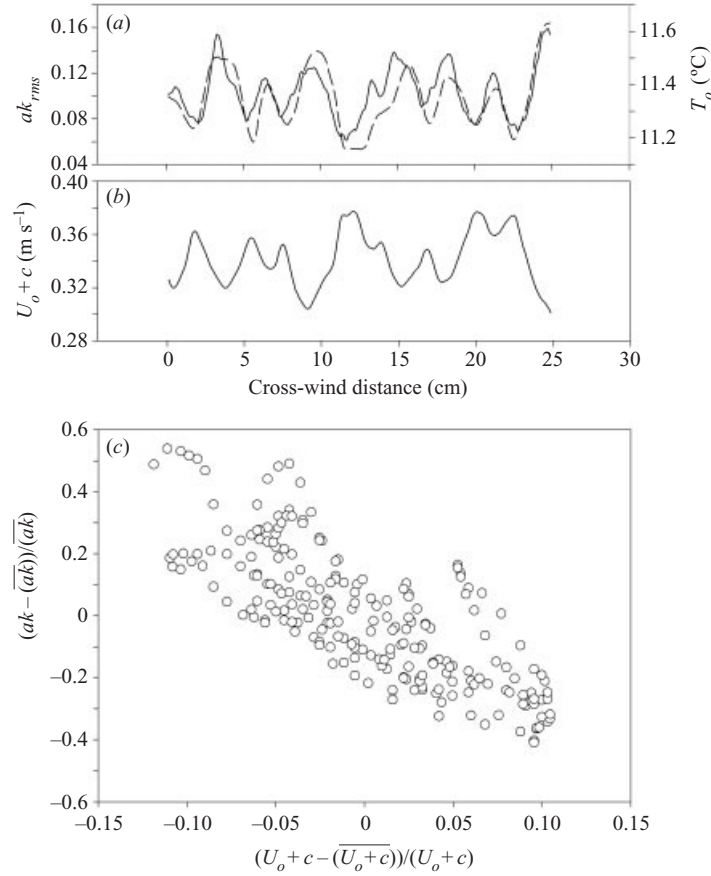 (a)
0.16
0.12
0.08
0.04
ak_rms
11.6
11.4
11.2
T_o (ºC)
(b)
0.40
0.36
0.32
0.28
U_o + c (m s⁻¹)
0 5 10 15 20 25 30
Cross-wind distance (cm)
(c)
0.6
0.4
0.2
0
–0.2
–0.4
–0.6
(ak – (a̅k̅))/(a̅k̅)
–0.15 –0.10 –0.05 0 0.05 0.10 0.15
(U_o + c – (U̅_o̅ ̅+̅ ̅c̅))/(U_o + c)